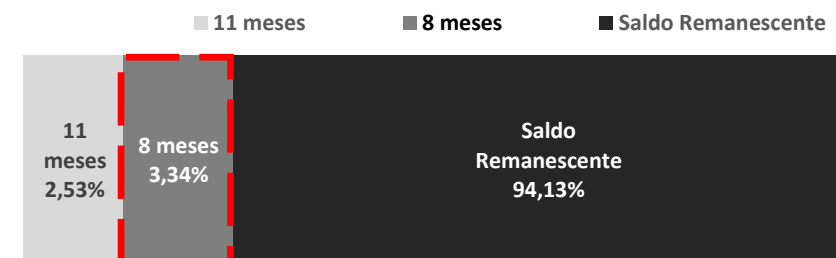 11 meses
8 meses
Saldo Remanescente
11
meses
2,53%
8 meses
3,34%
Saldo
Remanescente
94,13%